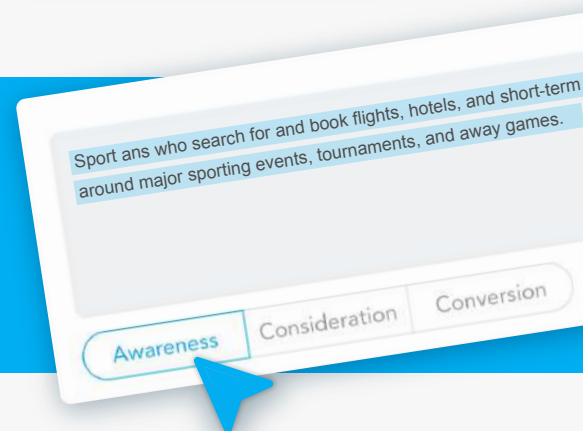 Sport ans who search for and book flights, hotels, and short-term
around major sporting events, tournaments, and away games.
Awareness
Consideration
Conversion